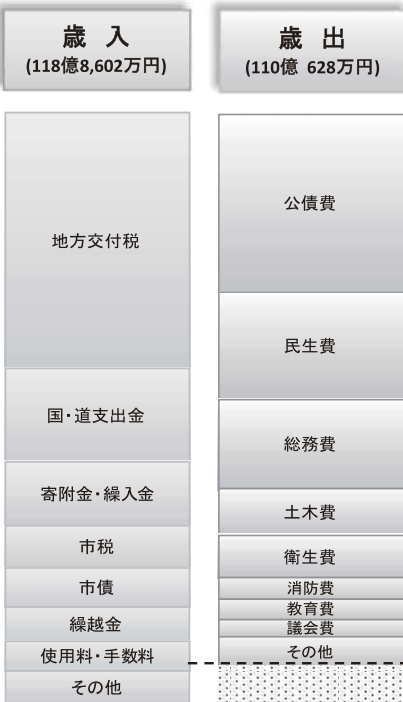 歳 入
(118億8,602万円)
地方交付税
国・道支出金
寄附金・繰入金
市税
市債
繰越金
使用料・手数料
その他
歳 出
(110億 628万円)
公債費
民生費
総務費
土木費
衛生費
消防費
教育費
議会費
その他